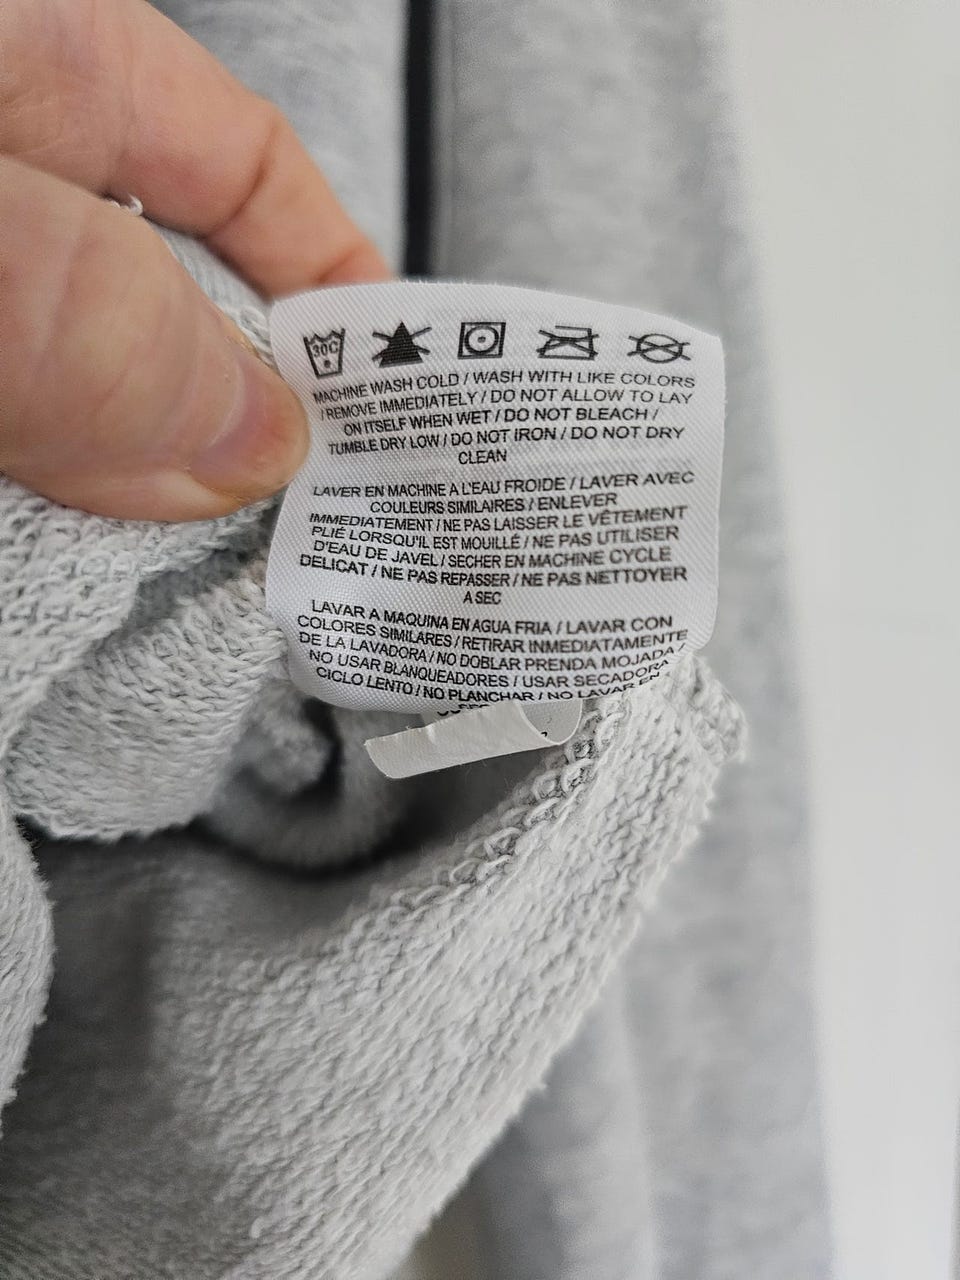 30C
MACHINE WASH COLD / WASH WITH LIKE COLORS
/ REMOVE IMMEDIATELY / DO NOT ALLOW TO LAY
ON ITSELF WHEN WET / DO NOT BLEACH /
TUMBLE DRY LOW / DO NOT IRON / DO NOT DRY
CLEAN
LAVER EN MACHINE A L'EAU FROIDE / LAVER AVEC
COULEURS SIMILAIRES / ENLEVER
IMMEDIATEMENT / NE PAS LAISSER LE VÊTEMENT
PLIÉ LORSQU'IL EST MOUILLÉ / NE PAS UTILISER
D'EAU DE JAVEL / SECHER EN MACHINE CYCLE
DELICAT / NE PAS REPASSER / NE PAS NETTOYER
A SEC
LAVAR A MAQUINA EN AGUA FRIA / LAVAR CON
COLORES SIMILARES / RETIRAR INMEDIATAMENTE
DE LA LAVADORA / NO DOBLAR PRENDA MOJADA /
NO USAR BLANQUEADORES / USAR SECADORA
CICLO LENTO / NO PLANCHAR / NO LAVAR EN